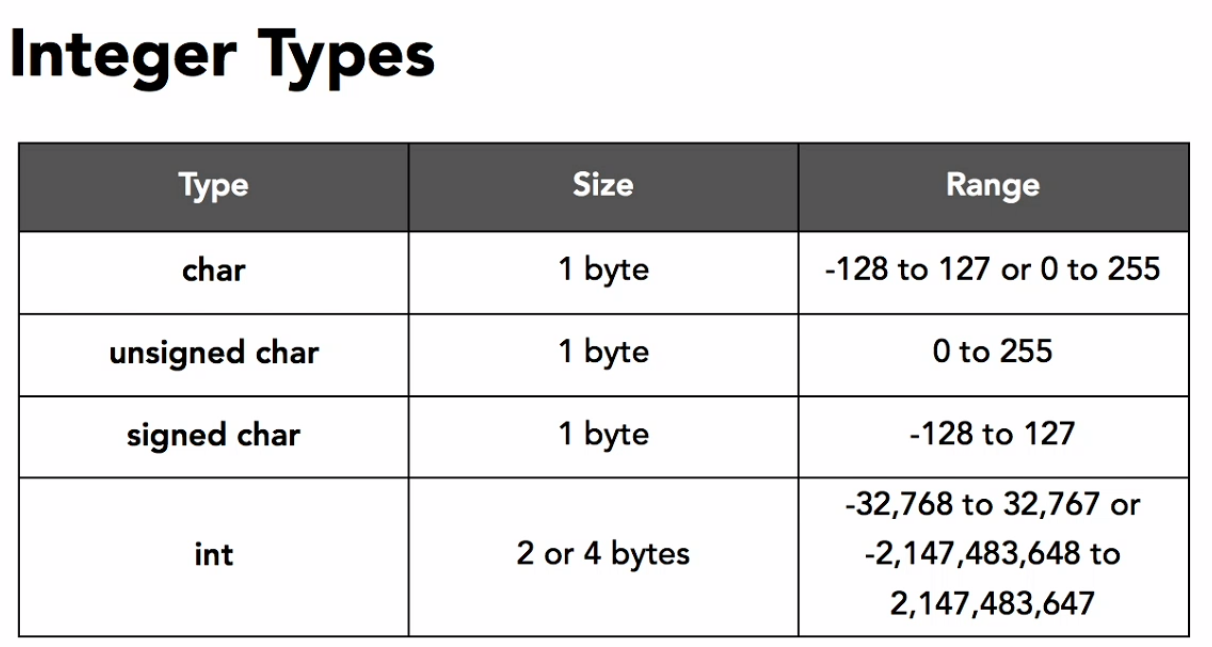 Integer Types
Type Size Range
char 1 byte -128 to 127 or 0 to 255
unsigned char 1 byte 0 to 255
signed char 1 byte -128 to 127
int 2 or 4 bytes -32,768 to 32,767 or
-2,147,483,648 to
2,147,483,647